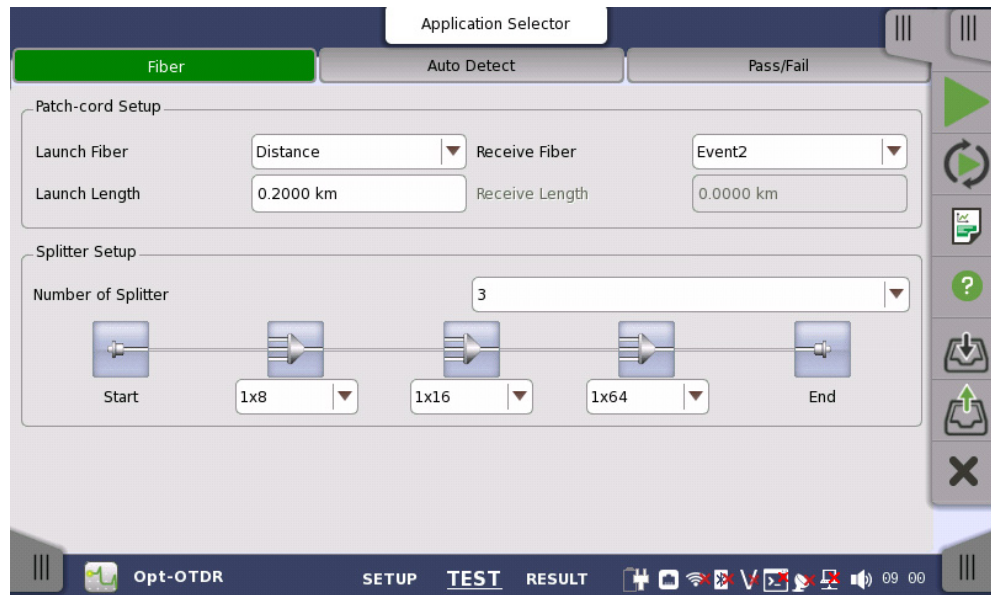 Application Selector
Fiber Auto Detect Pass/Fail
Patch-cord Setup
Launch Fiber Distance Receive Fiber Event2
Launch Length 0.2000 km Receive Length 0.0000 km
Splitter Setup
Number of Splitter 3
Start 1x8 1x16 1x64 End
Opt-OTDR SETUP TEST RESULT 09 00